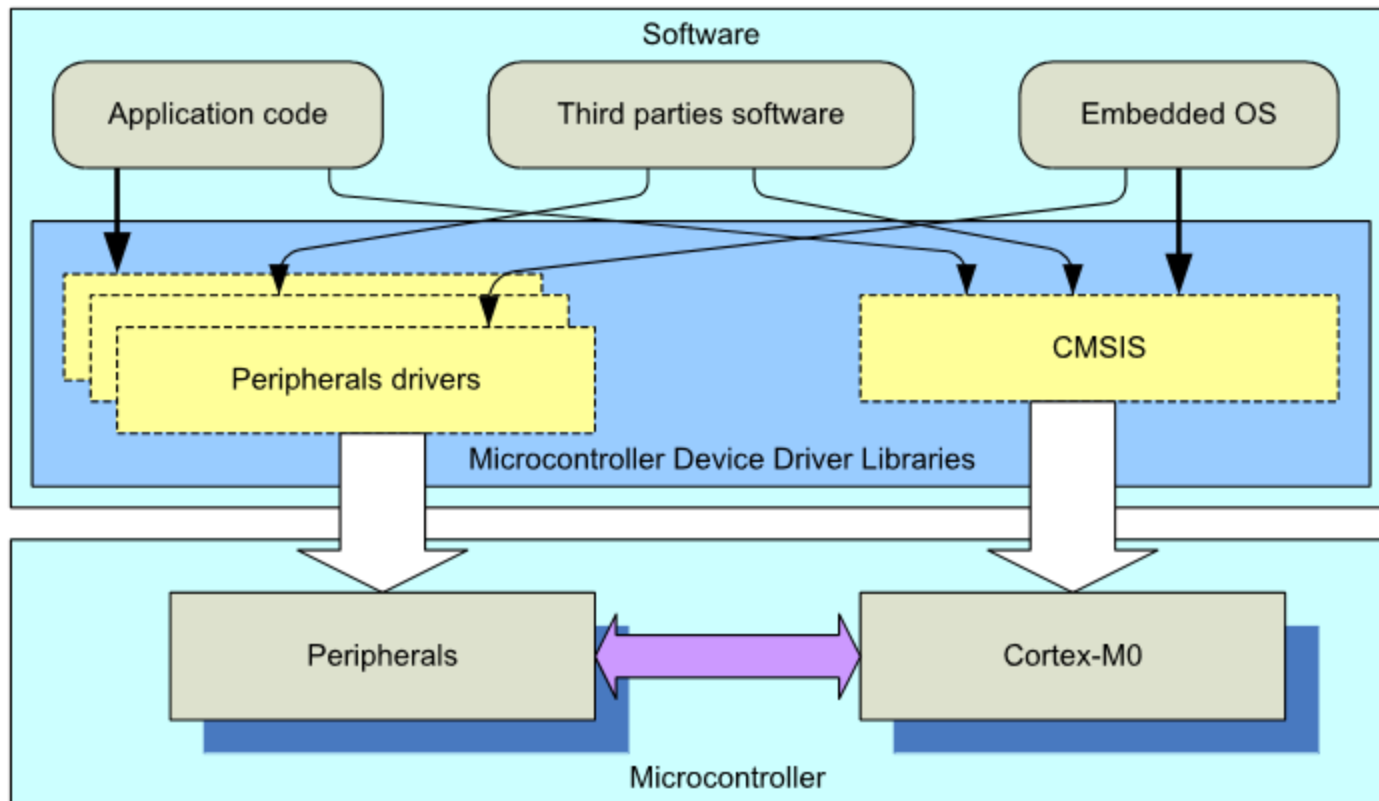 Software
Application code
Third parties software
Embedded OS
CMSIS
Peripherals drivers
Microcontroller Device Driver Libraries
Peripherals
Cortex-M0
Microcontroller